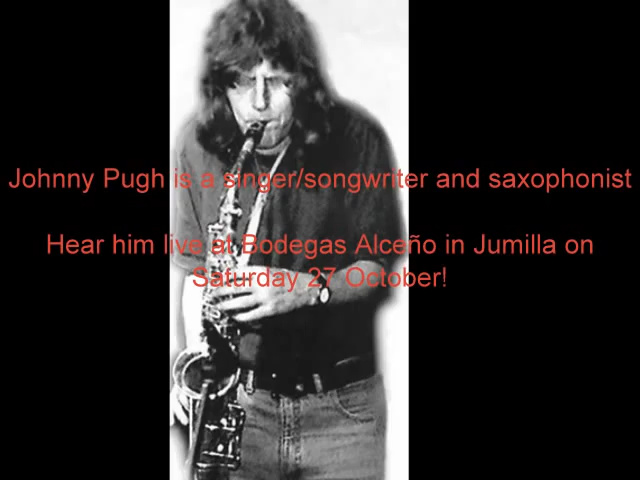 Johnny Pugh is a singer/songwriter and saxophonist
Hear him live at Bodegas Alceño in Jumilla on
Saturday 27 October!